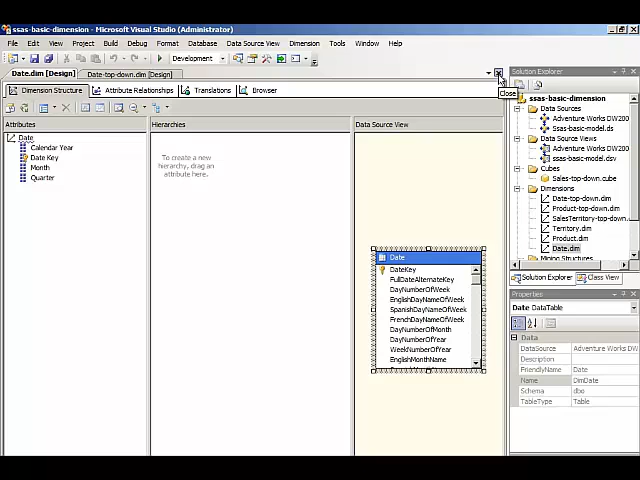 ssas-basic-dimension - Microsoft Visual Studio (Administrator)
File Edit View Project Build Debug Format Database Data Source View Tools Window Help
Development
Date.dim [Design] Date-top-down.dim [Design]
Close
Dimension Structure Attribute Relationships Translations Browser
Attributes
Date
Calendar Year
Date Key
Month
Quarter
Hierarchies
To create a new
hierarchy, drag an
attribute here.
Data Source View
Date
DateKey
FullDateAlternateKey
DayNumberOfWeek
EnglishDayNameOfWeek
SpanishDayNameOfWeek
FrenchDayNameOfWeek
DayNumberOfMonth
DayNumberOfYear
WeekNumberOfYear
EnglishMonthName
Solution Explorer
ssas-basic-dimension
Data Sources
Adventure Works DW200
Ssas-basic-model.ds
Data Source Views
Adventure Works DW200
ssas-basic-model.dsv
Cubes
Sales-top-down.cube
Dimensions
Date-top-down.dim
Product-top-down.dim
SalesTerritory-top-down
Territory.dim
Product.dim
Date.dim
Mining Structures
Solution Explorer Class View
Properties
Date DataTable
Data
DataSource Adventure Works DW
Description
FriendlyName Date
Name DimDate
Schema dbo
TableType Table